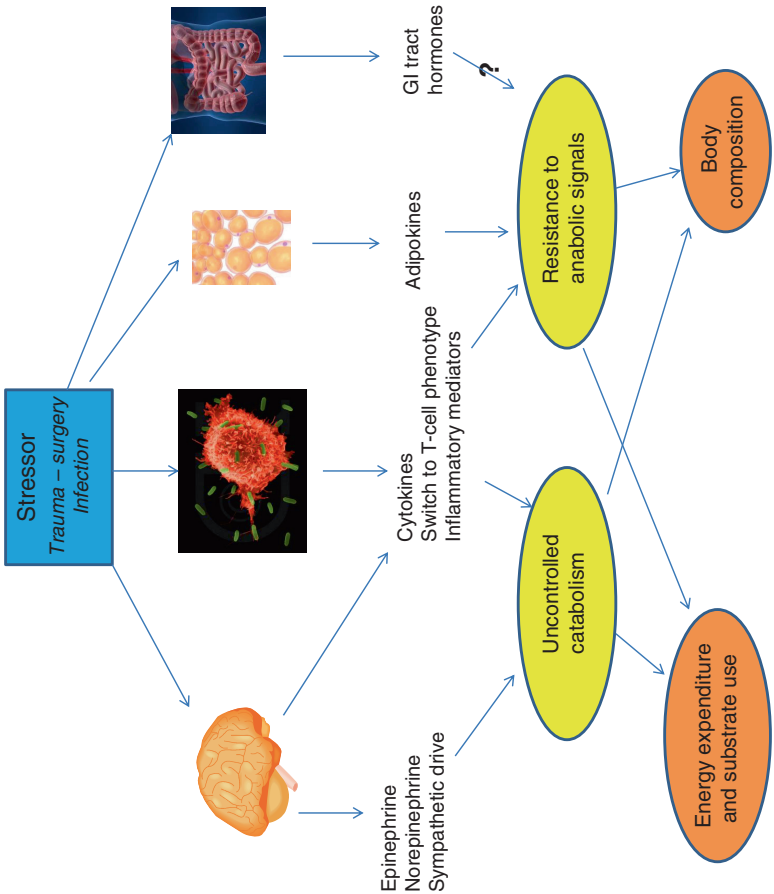 Stressor
Trauma – surgery
Infection
Epinephrine
Norepinephrine
Sympathetic drive
Cytokines
Switch to T-cell phenotype
Inflammatory mediators
Adipokines
GI tract
hormones
?
Uncontrolled
catabolism
Resistance to
anabolic signals
Energy expenditure
and substrate use
Body
composition